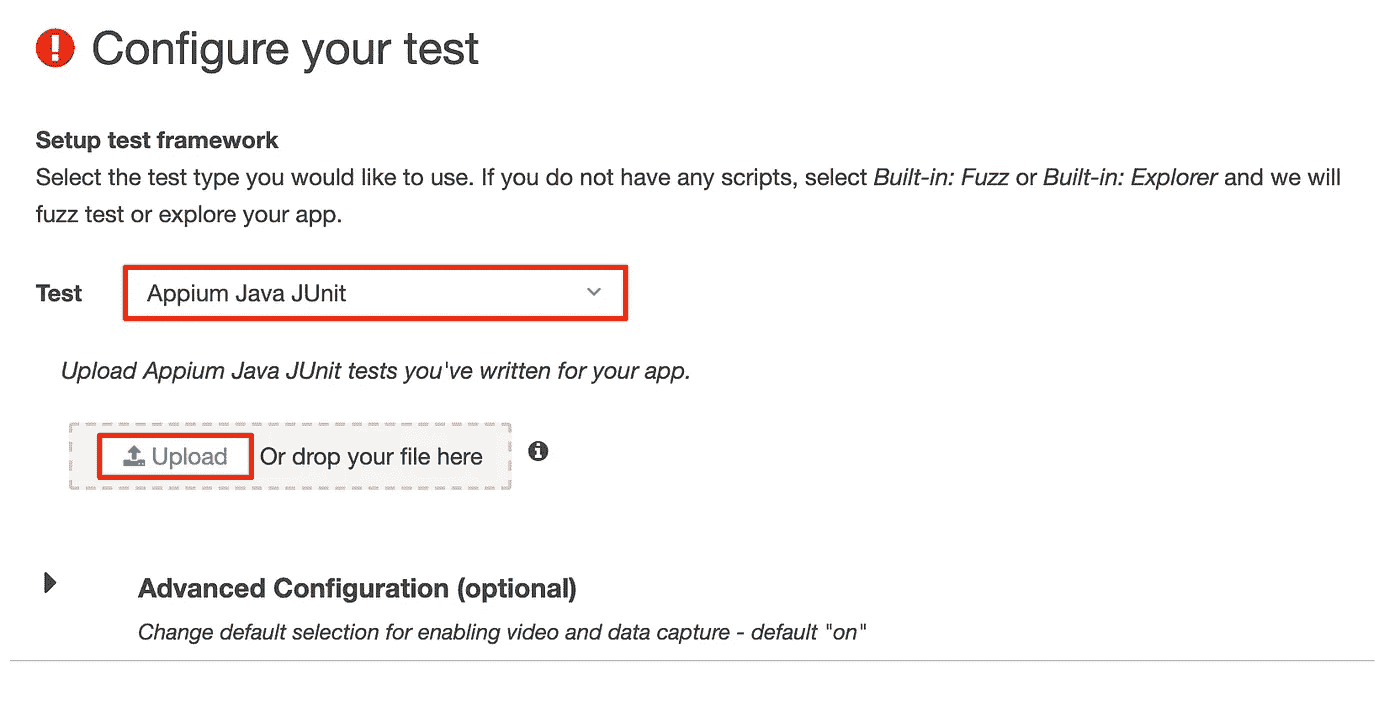 Configure your test
Setup test framework
Select the test type you would like to use. If you do not have any scripts, select Built-in: Fuzz or Built-in: Explorer and we will
fuzz test or explore your app.
Test
Appium Java JUnit
Upload Appium Java JUnit tests you've written for your app.
Upload Or drop your file here
Advanced Configuration (optional)
Change default selection for enabling video and data capture - default "on"